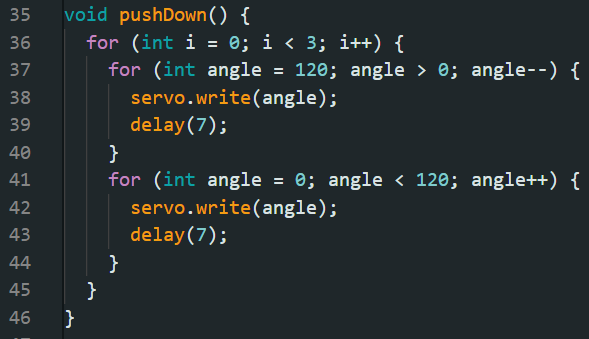 35 void pushDown() {
36 for (int i = 0; i < 3; i++) {
37 for (int angle = 120; angle > 0; angle--) {
38 servo.write(angle);
39 delay(7);
40 }
41 for (int angle = 0; angle < 120; angle++) {
42 servo.write(angle);
43 delay(7);
44 }
45 }
46 }